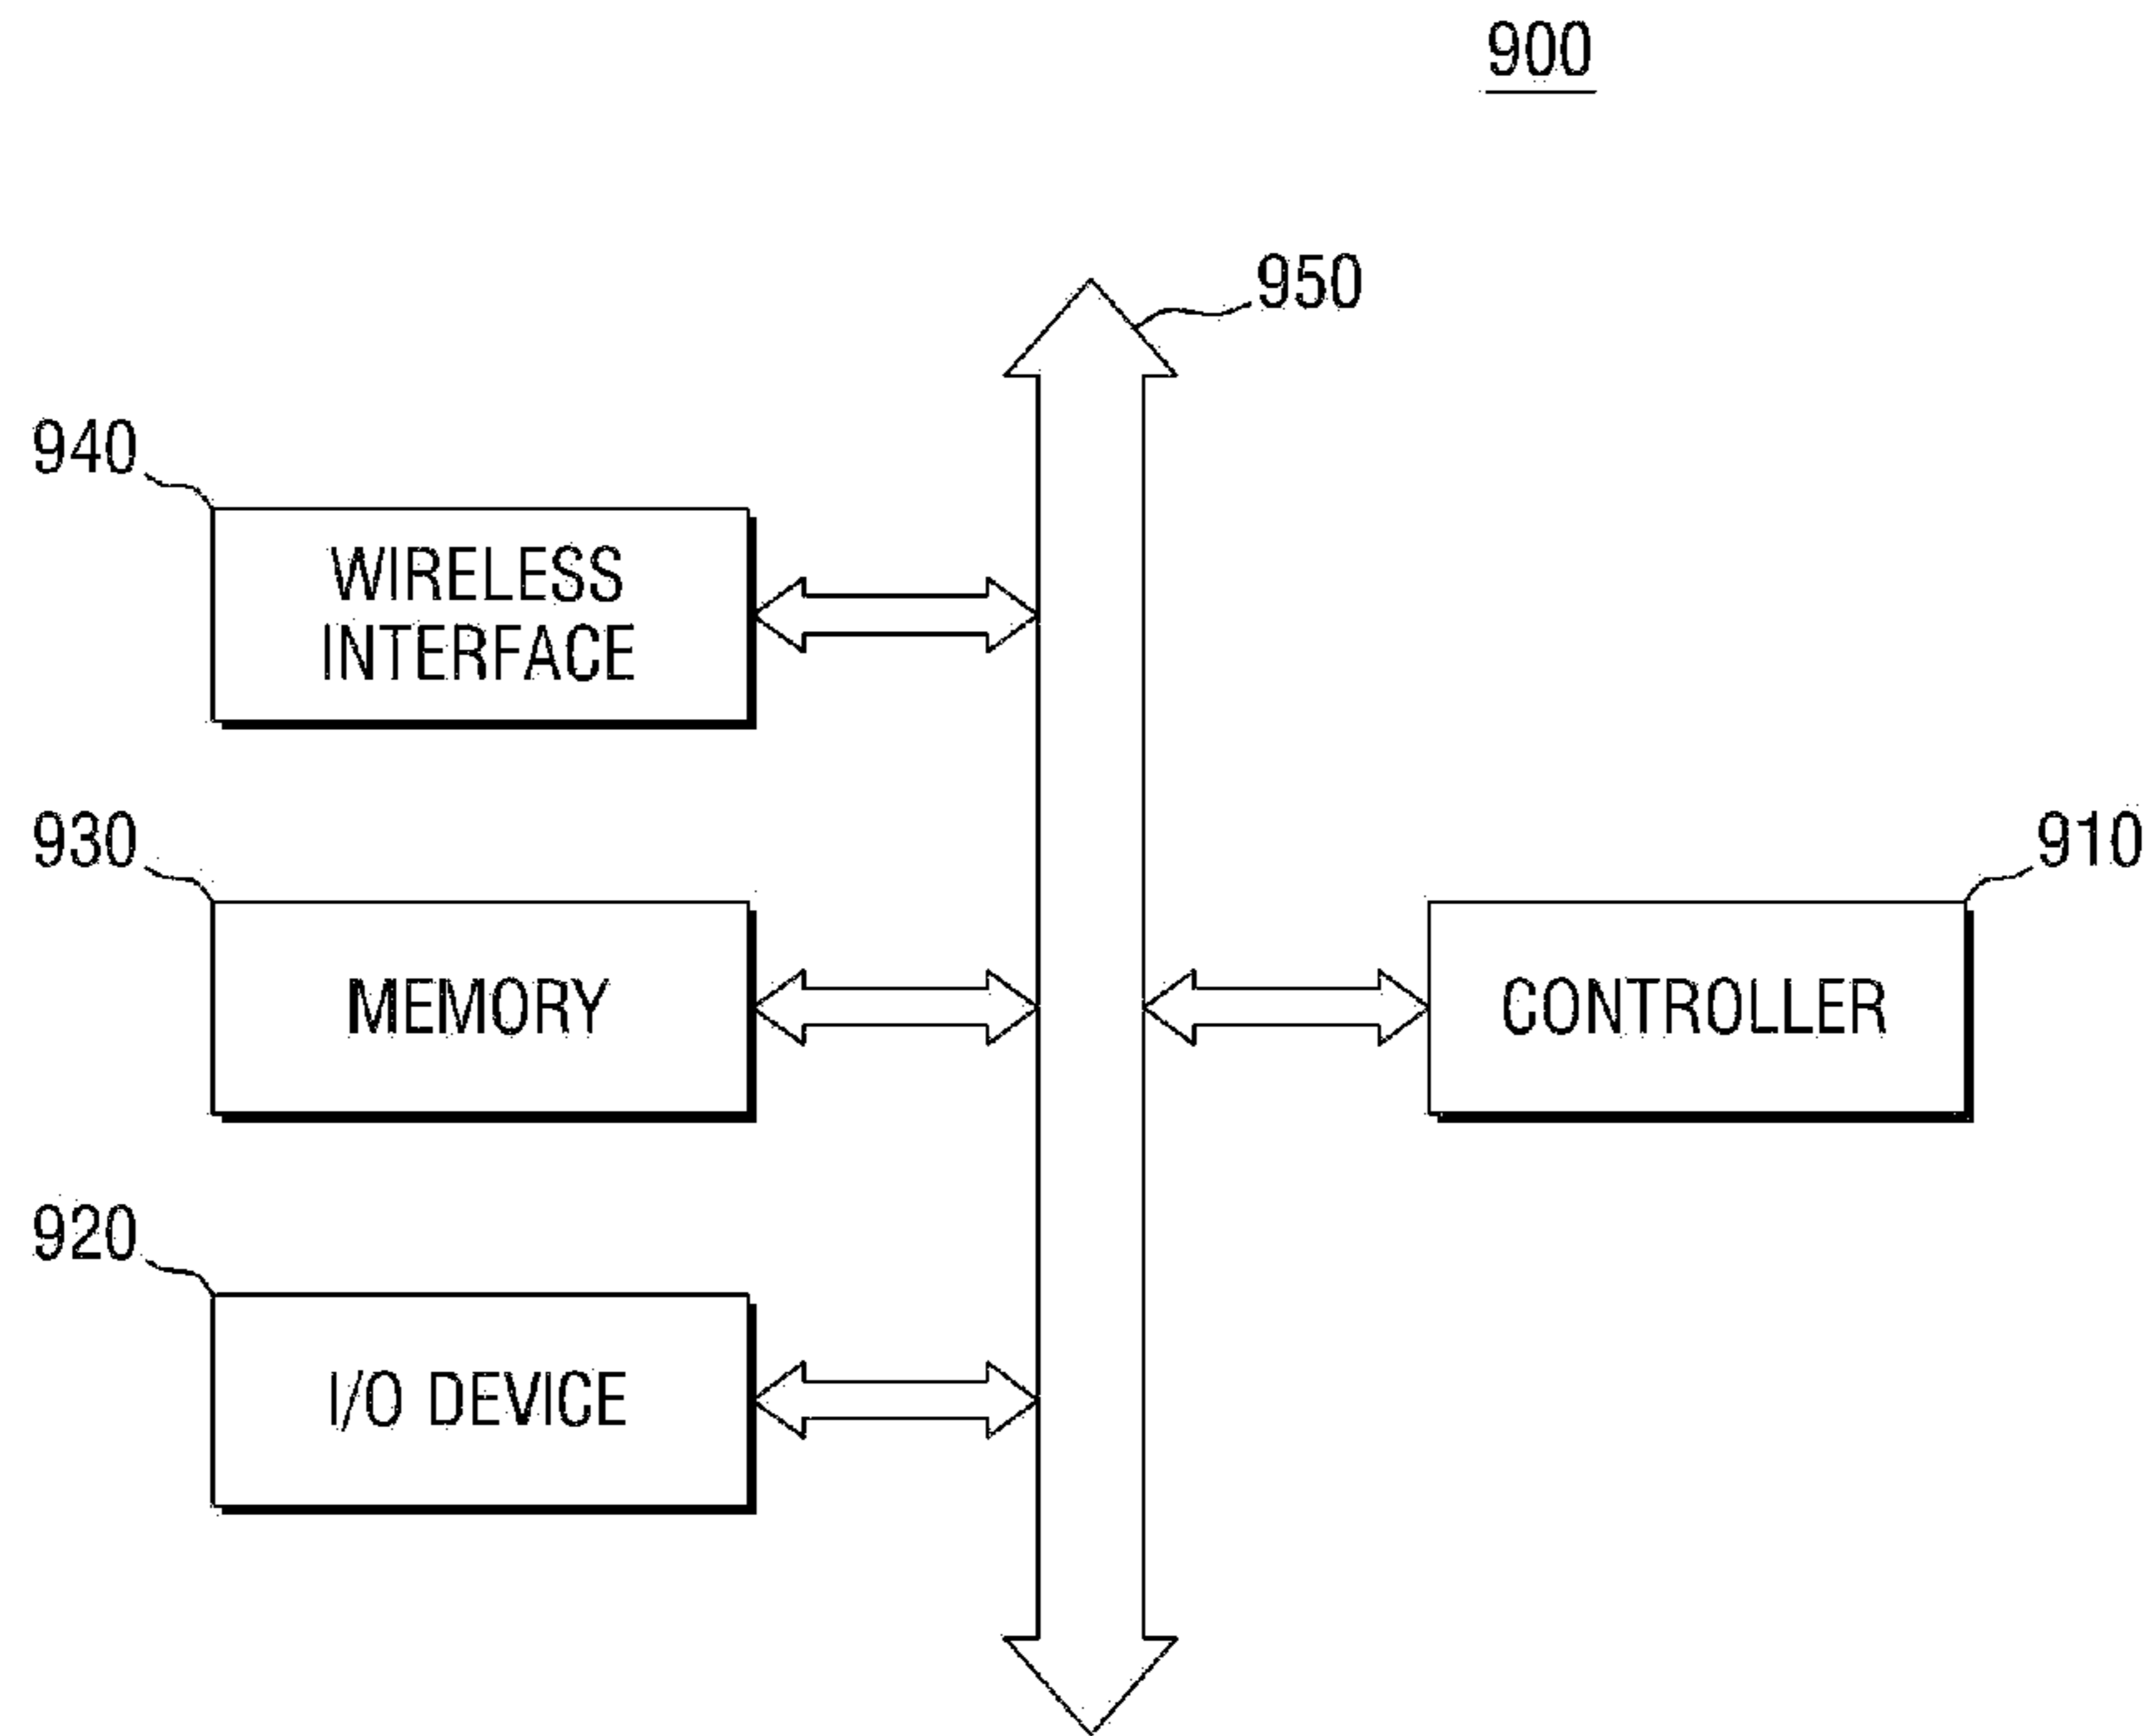 900
950
940
WIRELESS
INTERFACE
930
910
MEMORY
CONTROLLER
920
I/O DEVICE